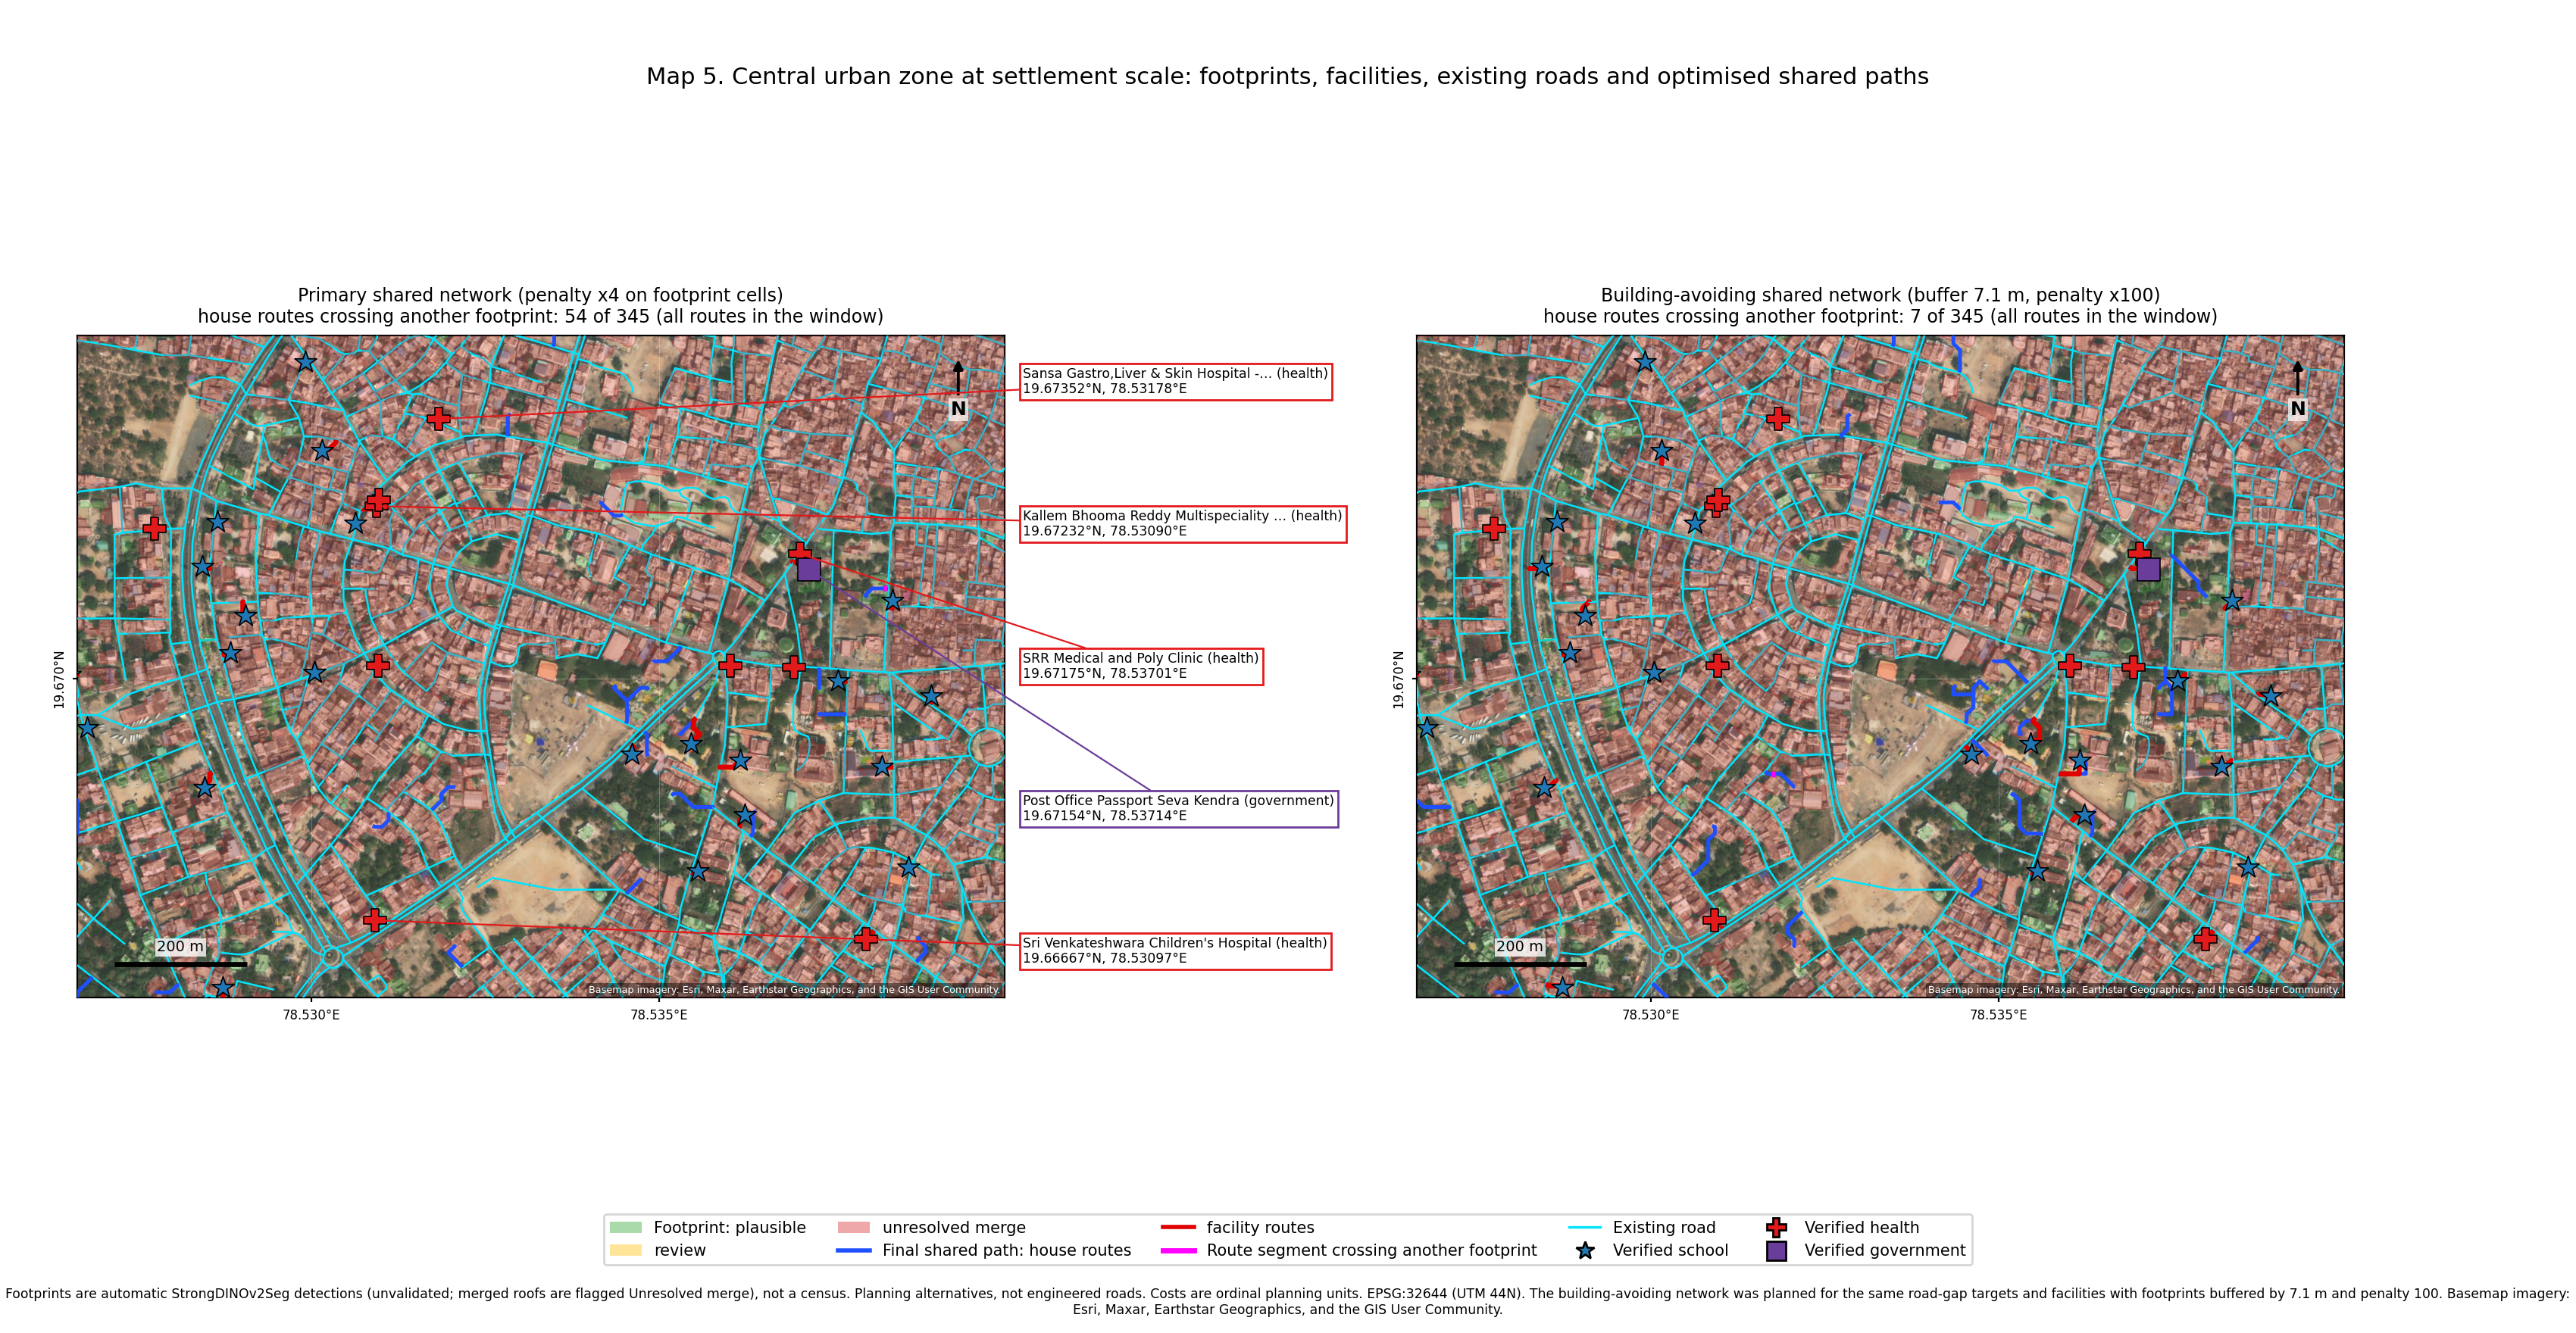 Map 5. Central urban zone at settlement scale: footprints, facilities, existing roads and optimised shared paths
Primary shared network (penalty x4 on footprint cells)
house routes crossing another footprint: 54 of 345 (all routes in the window)
N
19.670°N
200 m
Basemap imagery: Esri, Maxar, Earthstar Geographics, and the GIS User Community.
78.530°E
78.535°E
Sansa Gastro,Liver & Skin Hospital -... (health)
19.67352°N, 78.53178°E
Kallem Bhooma Reddy Multispeciality ... (health)
19.67232°N, 78.53090°E
SRR Medical and Poly Clinic (health)
19.67175°N, 78.53701°E
Post Office Passport Seva Kendra (government)
19.67154°N, 78.53714°E
Sri Venkateshwara Children's Hospital (health)
19.66667°N, 78.53097°E
Building-avoiding shared network (buffer 7.1 m, penalty x100)
house routes crossing another footprint: 7 of 345 (all routes in the window)
N
19.670°N
200 m
Basemap imagery: Esri, Maxar, Earthstar Geographics, and the GIS User Community.
78.530°E
78.535°E
Footprint: plausible
review
unresolved merge
Final shared path: house routes
facility routes
Route segment crossing another footprint
Existing road
Verified school
Verified health
Verified government
Footprints are automatic StrongDINOv2Seg detections (unvalidated; merged roofs are flagged Unresolved merge), not a census. Planning alternatives, not engineered roads. Costs are ordinal planning units. EPSG:32644 (UTM 44N). The building-avoiding network was planned for the same road-gap targets and facilities with footprints buffered by 7.1 m and penalty 100. Basemap imagery:
Esri, Maxar, Earthstar Geographics, and the GIS User Community.